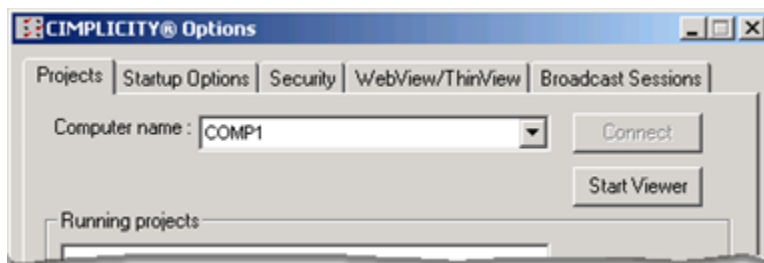 CIMPLICITY® Options
Projects Startup Options Security WebView/ThinView Broadcast Sessions
Computer name : COMP1 Connect
Start Viewer
Running projects